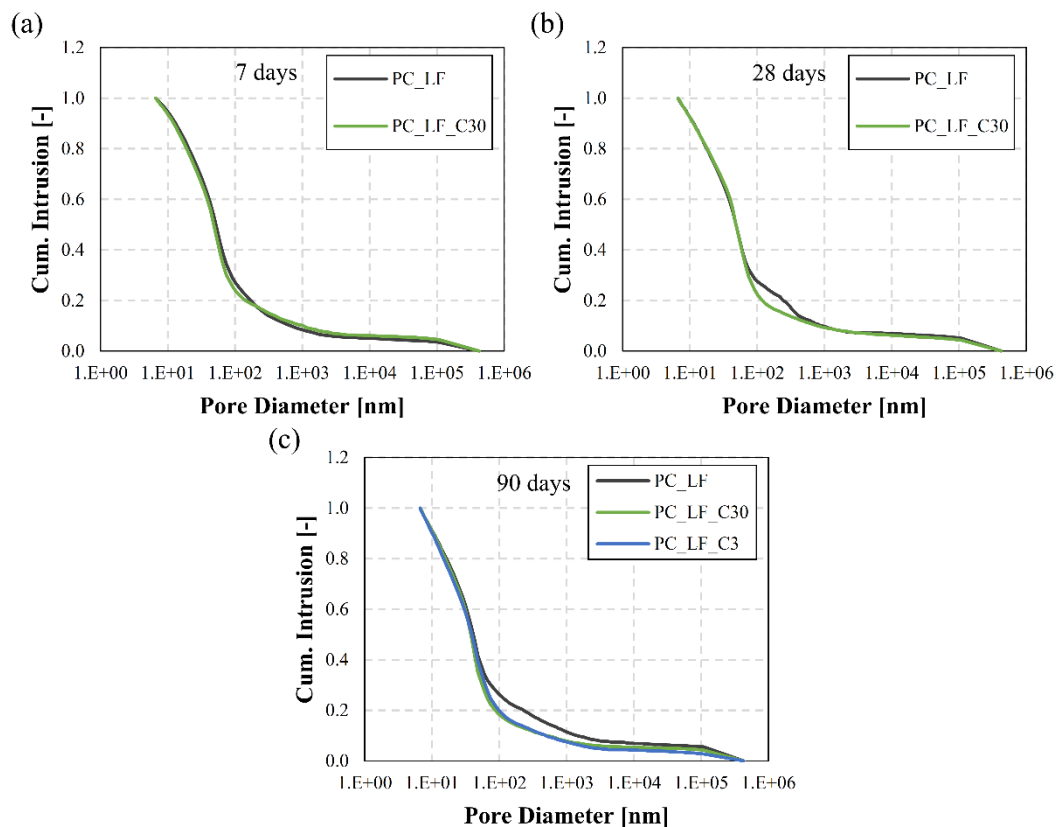 (a)
1.2
1.0
0.8
0.6
0.4
0.2
0.0
Cum. Intrusion [-]
7 days
PC_LF
PC_LF_C30
1.E+00 1.E+01 1.E+02 1.E+03 1.E+04 1.E+05 1.E+06
Pore Diameter [nm]
(b)
1.2
1.0
0.8
0.6
0.4
0.2
0.0
Cum. Intrusion [-]
28 days
PC_LF
PC_LF_C30
1.E+00 1.E+01 1.E+02 1.E+03 1.E+04 1.E+05 1.E+06
Pore Diameter [nm]
(c)
1.2
1.0
0.8
0.6
0.4
0.2
0.0
Cum. Intrusion [-]
90 days
PC_LF
PC_LF_C30
PC_LF_C3
1.E+00 1.E+01 1.E+02 1.E+03 1.E+04 1.E+05 1.E+06
Pore Diameter [nm]